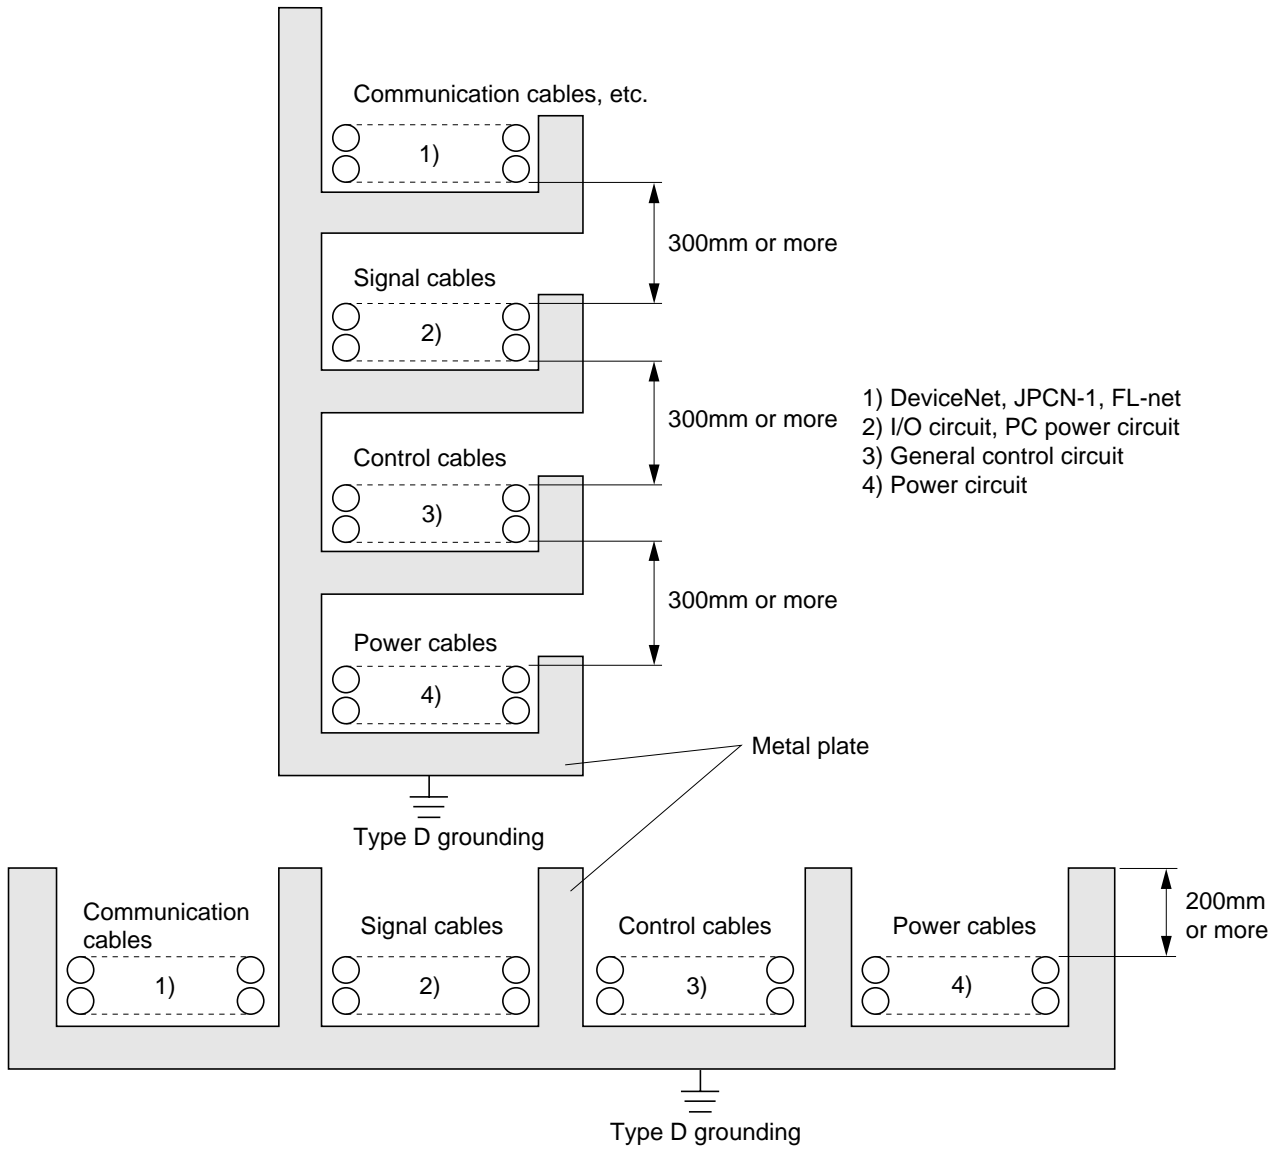 Communication cables, etc.
1)
300mm or more
Signal cables
2)
300mm or more
1) DeviceNet, JPCN-1, FL-net
2) I/O circuit, PC power circuit
3) General control circuit
4) Power circuit
Control cables
3)
300mm or more
Power cables
4)
Metal plate
Type D grounding
Communication
cables
1)
Signal cables
2)
Control cables
3)
Power cables
4)
200mm
or more
Type D grounding